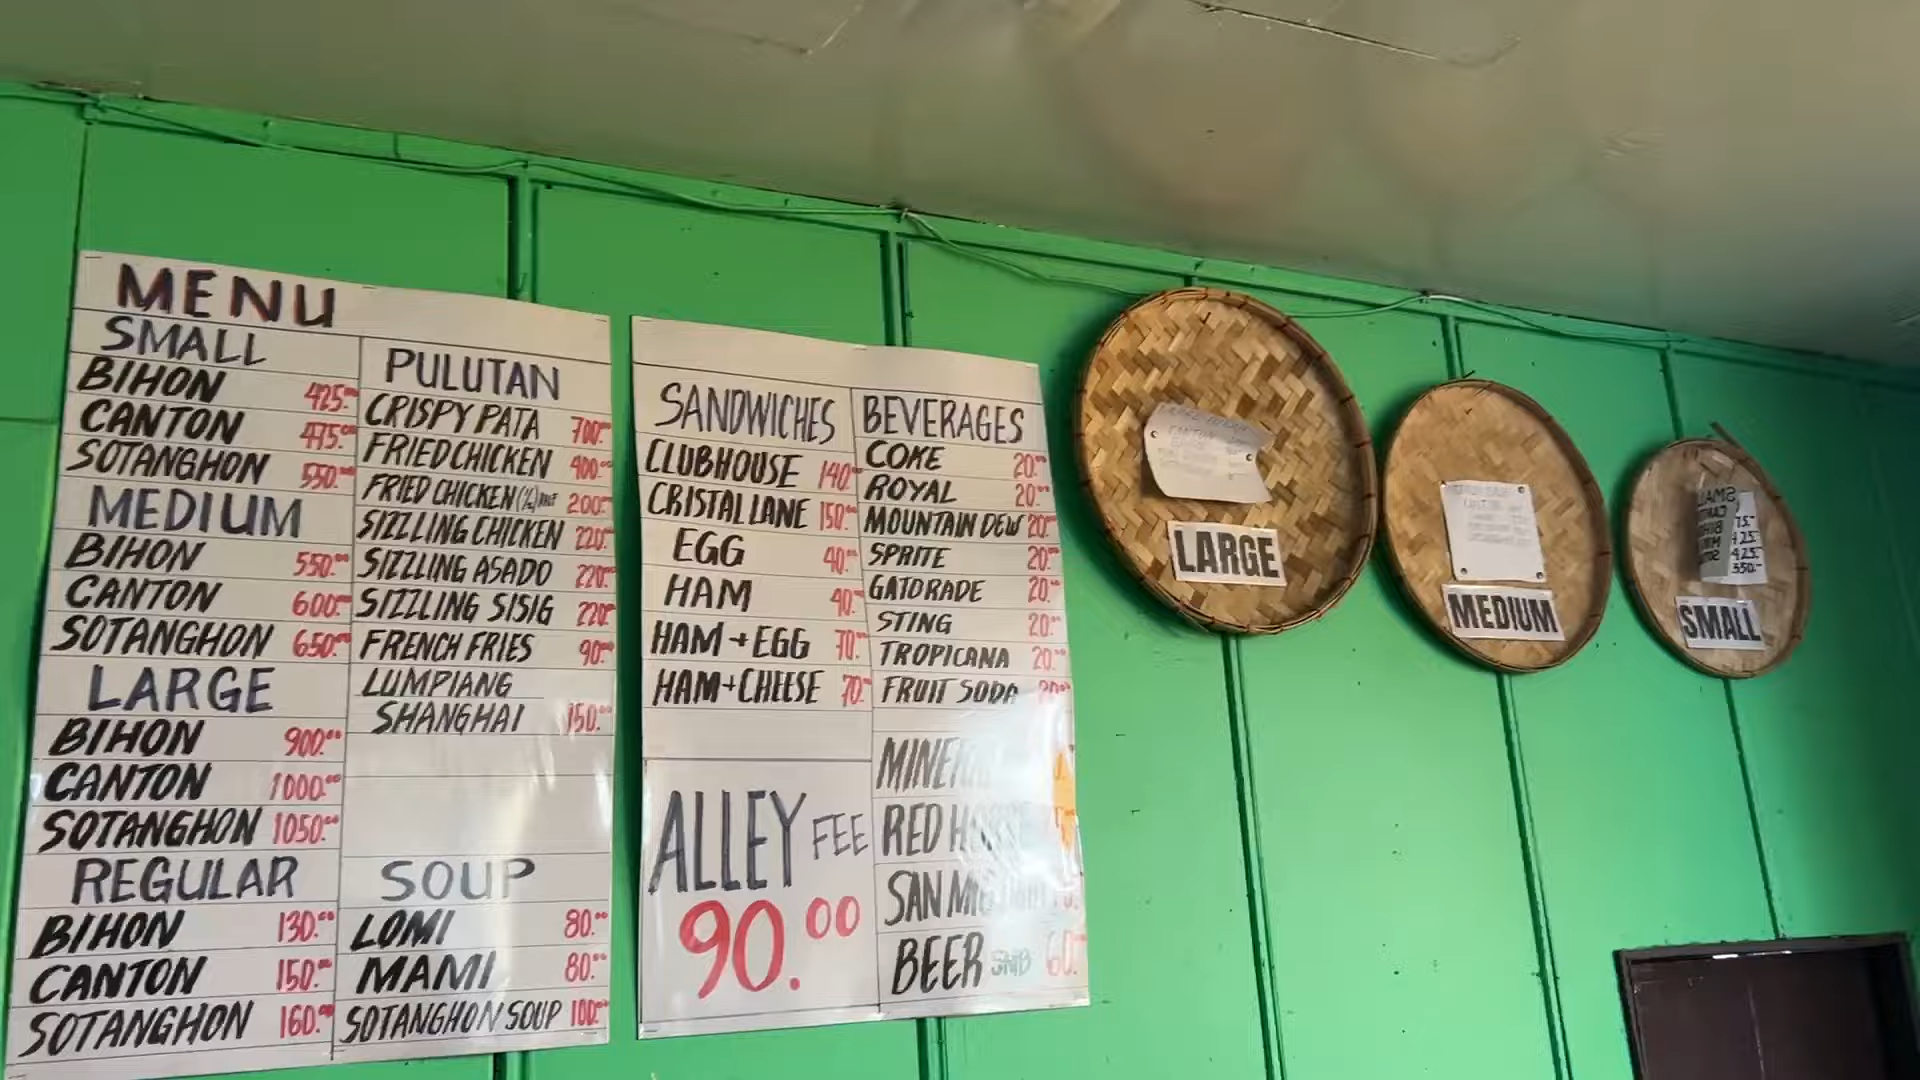 MENU
SMALL
BIHON 425.00
CANTON 475.00
SOTANGHON 550.00
MEDIUM
BIHON 550.00
CANTON 600.00
SOTANGHON 650.00
LARGE
BIHON 900.00
CANTON 1000.00
SOTANGHON 1050.00
REGULAR
BIHON 130.00
CANTON 150.00
SOTANGHON 160.00
PULUTAN
CRISPY PATA 700.00
FRIED CHICKEN 400.00
FRIED CHICKEN (1/2) HALF 200.00
SIZZLING CHICKEN 220.00
SIZZLING ASADO 220.00
SIZZLING SISIG 220.00
FRENCH FRIES 90.00
LUMPIANG
SHANGHAI 150.00
SOUP
LOMI 80.00
MAMI 80.00
SOTANGHON SOUP 100.00
SANDWICHES
CLUBHOUSE 140.00
CRISTAL LANE 150.00
EGG 40.00
HAM 40.00
HAM + EGG 70.00
HAM + CHEESE 70.00
ALLEY FEE
90.00
BEVERAGES
COKE 20.00
ROYAL 20.00
MOUNTAIN DEW 20.00
SPRITE 20.00
GATORADE 20.00
STING 20.00
TROPICANA 20.00
FRUIT SODA 20.00
RED HORSE
SAN MIG
BEER 60.00
LARGE
MEDIUM
SMALL